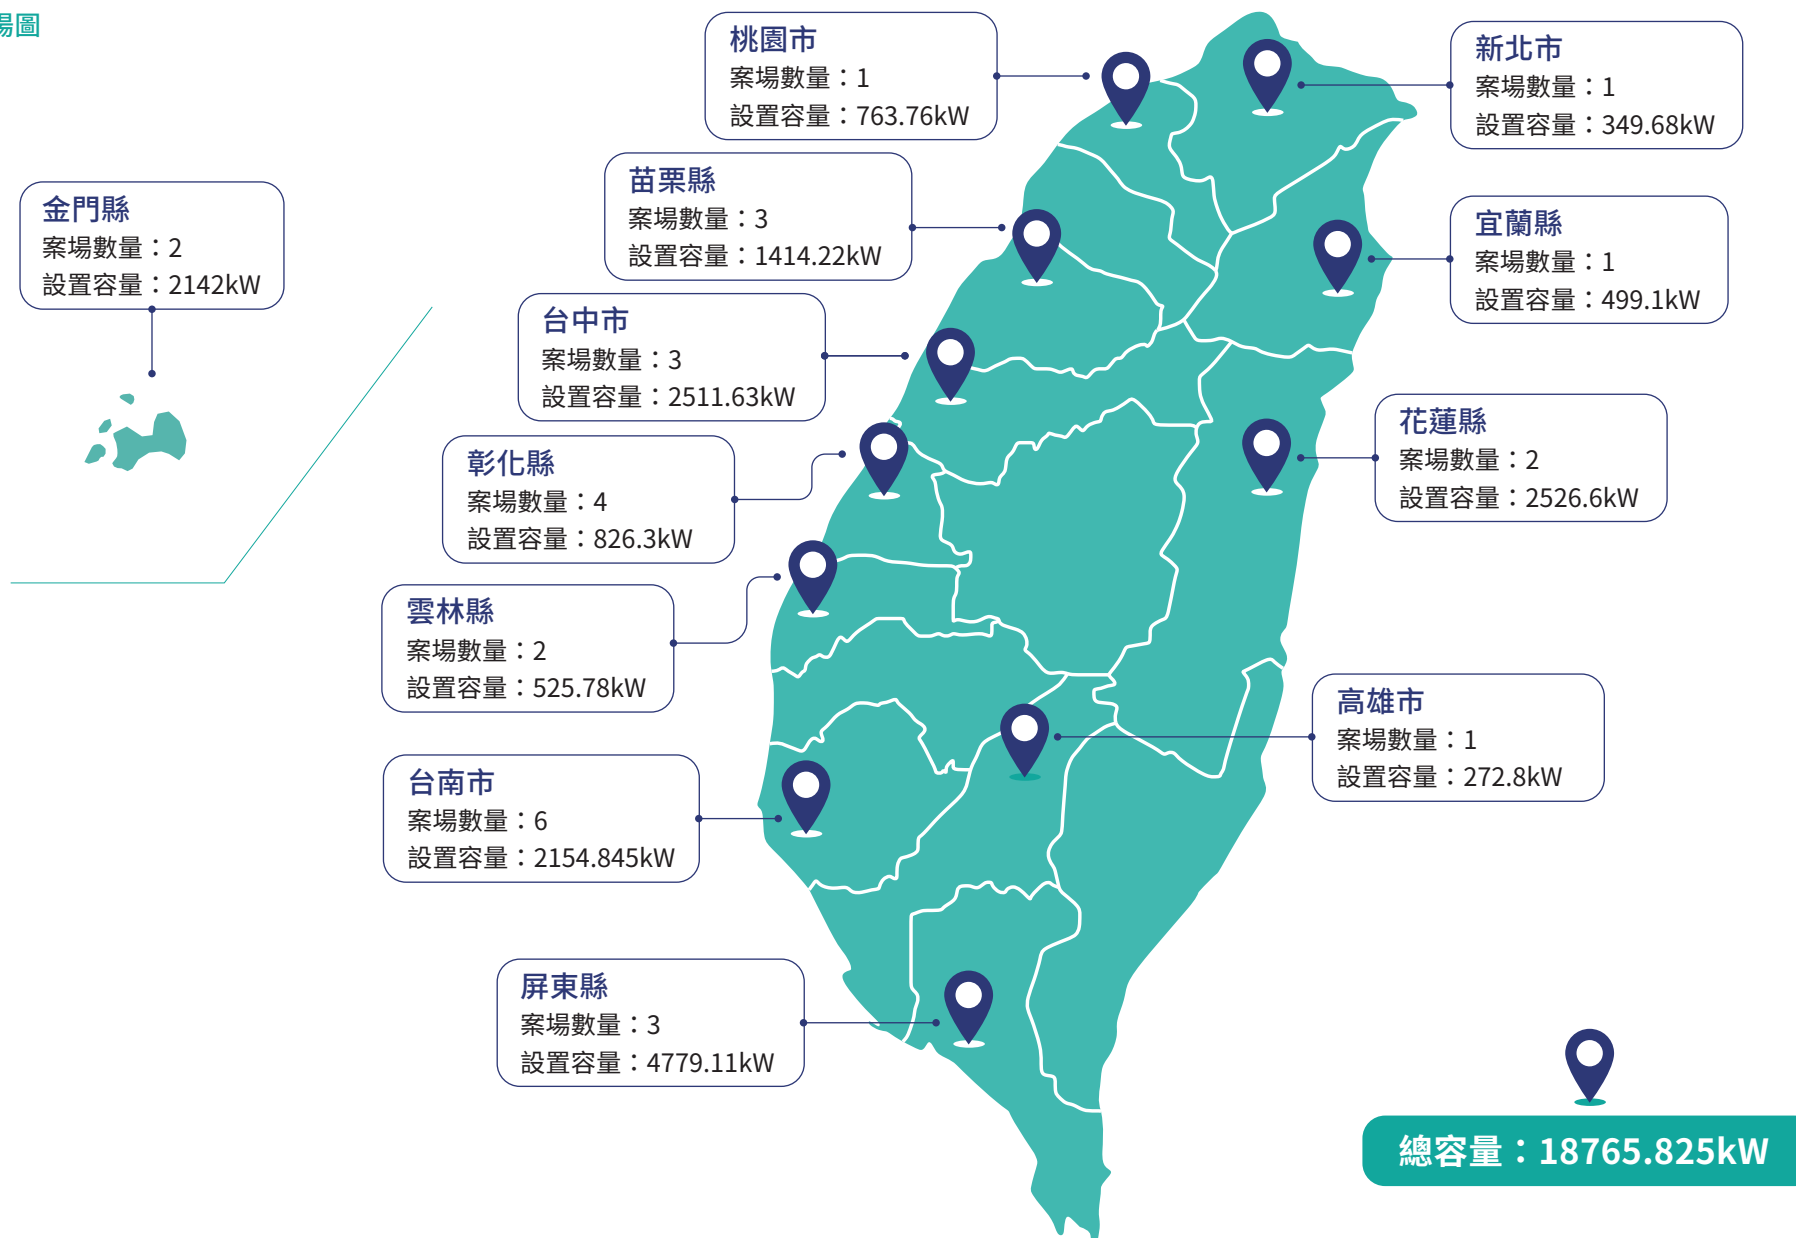 場圖
桃園市
案場數量：1
設置容量：763.76kW
新北市
案場數量：1
設置容量：349.68kW
苗栗縣
案場數量：3
設置容量：1414.22kW
金門縣
案場數量：2
設置容量：2142kW
宜蘭縣
案場數量：1
設置容量：499.1kW
台中市
案場數量：3
設置容量：2511.63kW
花蓮縣
案場數量：2
設置容量：2526.6kW
彰化縣
案場數量：4
設置容量：826.3kW
雲林縣
案場數量：2
設置容量：525.78kW
高雄市
案場數量：1
設置容量：272.8kW
台南市
案場數量：6
設置容量：2154.845kW
屏東縣
案場數量：3
設置容量：4779.11kW
總容量：18765.825kW